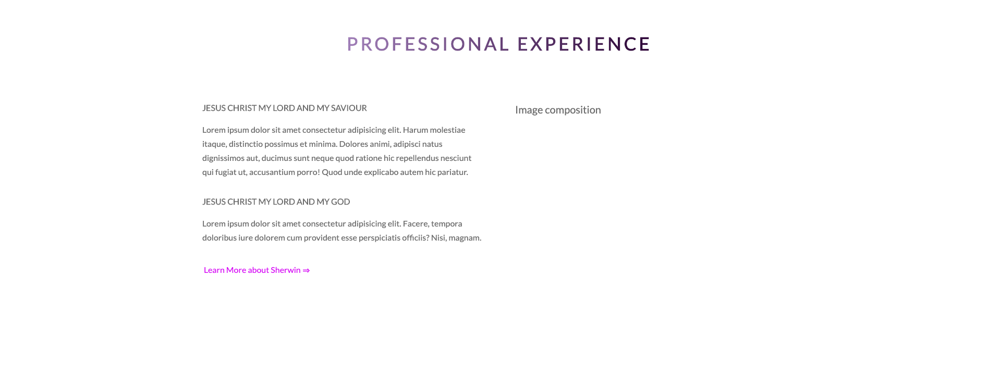 PROFESSIONAL EXPERIENCE
JESUS CHRIST MY LORD AND MY SAVIOUR
Lorem ipsum dolor sit amet consectetur adipisicing elit. Harum molestiae
itaque, distinctio possimus et minima. Dolores animi, adipisci natus
dignissimos aut, ducimus sunt neque quod ratione hic repellendus nesciunt
qui fugiat ut, accusantium porro! Quod unde explicabo autem hic pariatur.
JESUS CHRIST MY LORD AND MY GOD
Lorem ipsum dolor sit amet consectetur adipisicing elit. Facere, tempora
doloribus iure dolorem cum provident esse perspiciatis officiis? Nisi, magnam.
Learn More about Sherwin ⇒
Image composition